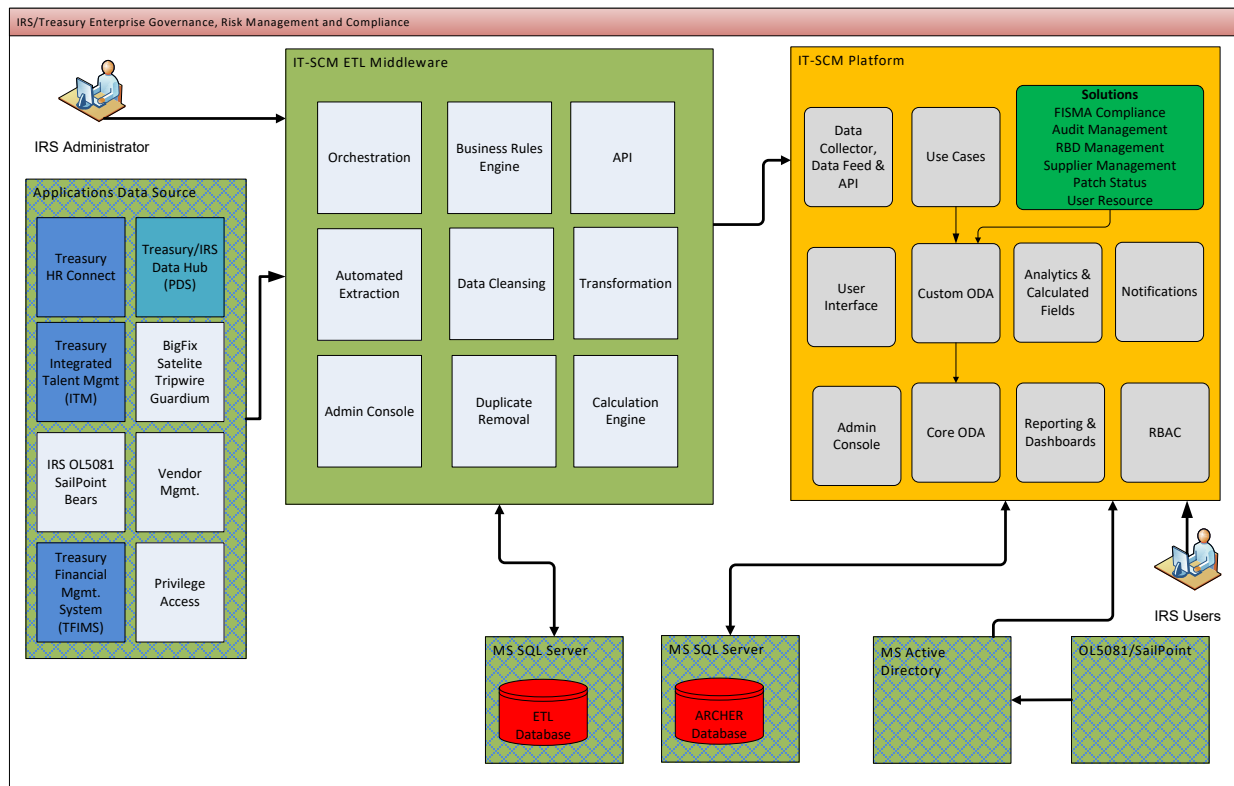 IRS/Treasury Enterprise Governance, Risk Management and Compliance
IRS Administrator
Applications Data Source
Treasury
HR Connect
Treasury/IRS
Data Hub
(PDS)
Treasury
Integrated
Talent Mgmt
(ITM)
BigFix
Satelite
Tripwire
Guardium
IRS OL5081
SailPoint
Bears
Vendor
Mgmt.
Treasury
Financial
Mgmt.
System
(TFIMS)
Privilege
Access
IT-SCM ETL Middleware
Orchestration
Business Rules
Engine
API
Automated
Extraction
Data Cleansing
Transformation
Admin Console
Duplicate
Removal
Calculation
Engine
IT-SCM Platform
Data
Collector,
Data Feed &
API
Use Cases
Solutions
FISMA Compliance
Audit Management
RBD Management
Supplier Management
Patch Status
User Resource
User
Interface
Custom ODA
Analytics &
Calculated
Fields
Notifications
Admin
Console
Core ODA
Reporting &
Dashboards
RBAC
IRS Users
MS SQL Server
ETL
Database
MS SQL Server
ARCHER
Database
MS Active
Directory
OL5081/SailPoint